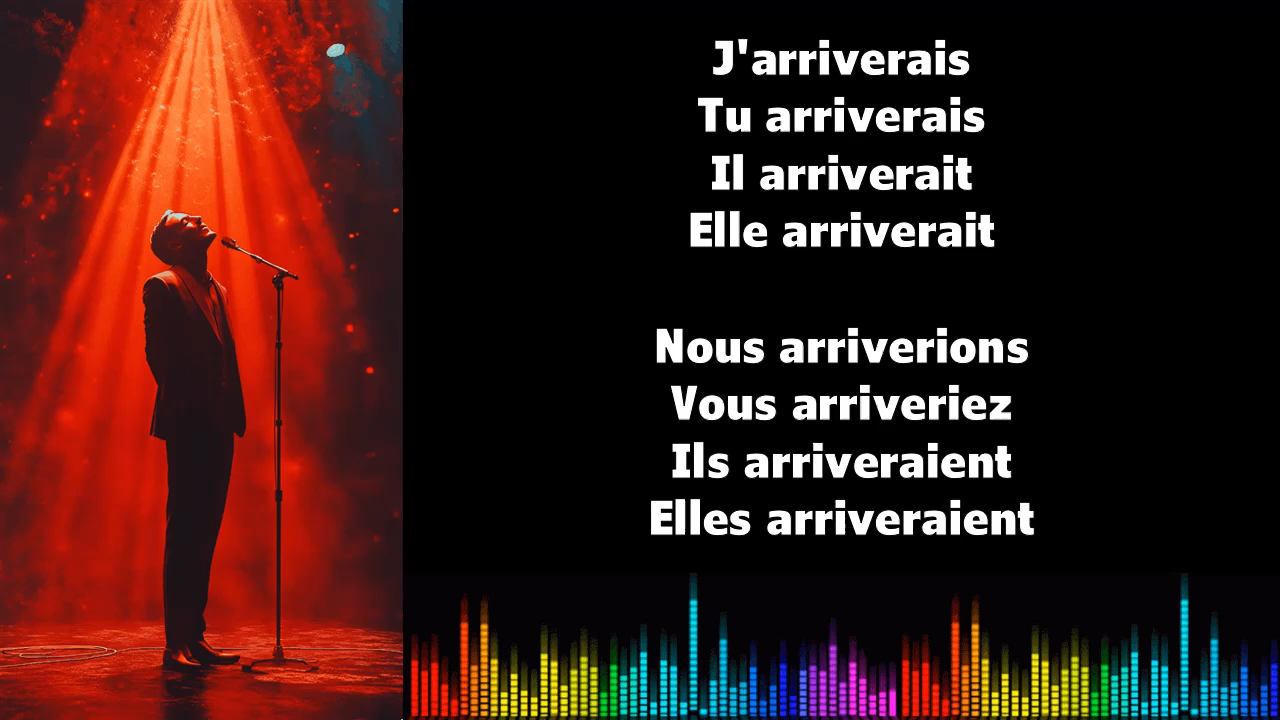 J'arriverais
Tu arriverais
Il arriverait
Elle arriverait
Nous arriverions
Vous arriveriez
Ils arriveraient
Elles arriveraient